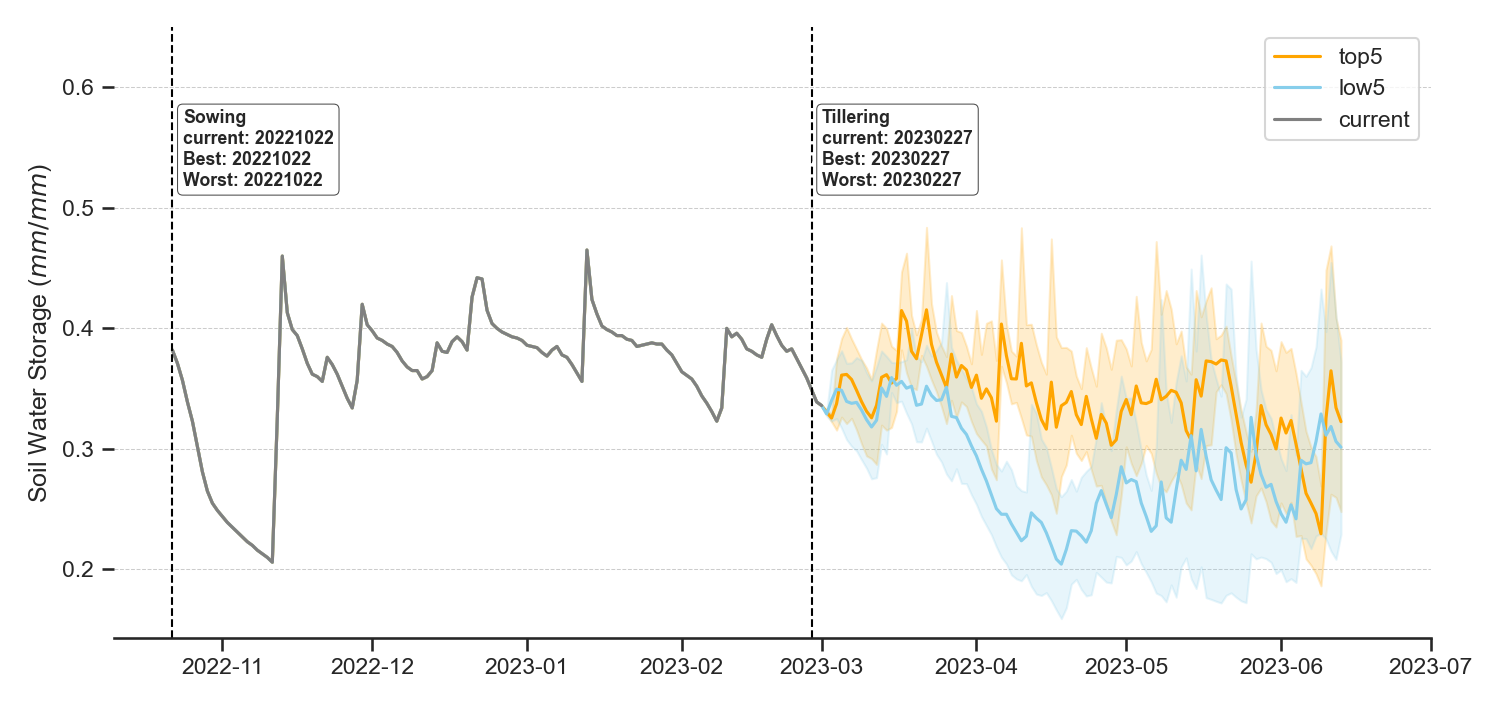 top5
low5
current
Sowing
current: 20221022
Best: 20221022
Worst: 20221022
Tillering
current: 20230227
Best: 20230227
Worst: 20230227
Soil Water Storage (mm/mm)
0.6
0.5
0.4
0.3
0.2
2022-11
2022-12
2023-01
2023-02
2023-03
2023-04
2023-05
2023-06
2023-07